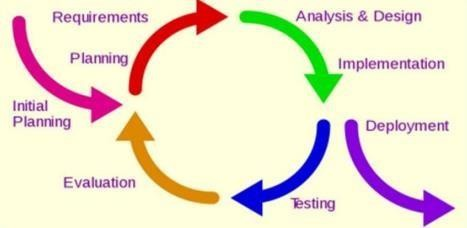 Requirements
Analysis & Design
Planning
Implementation
Initial
Planning
Deployment
Evaluation
Testing